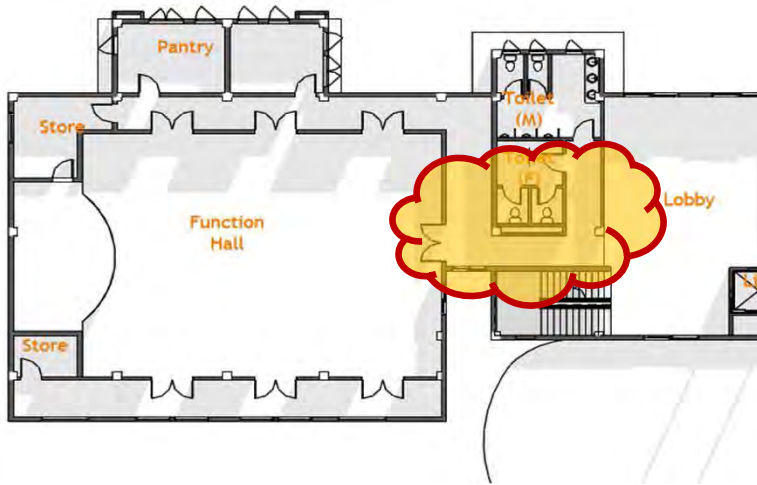 Pantry
Store
Toilet
(M)
Toilet
(F)
Lobby
Function
Hall
Store